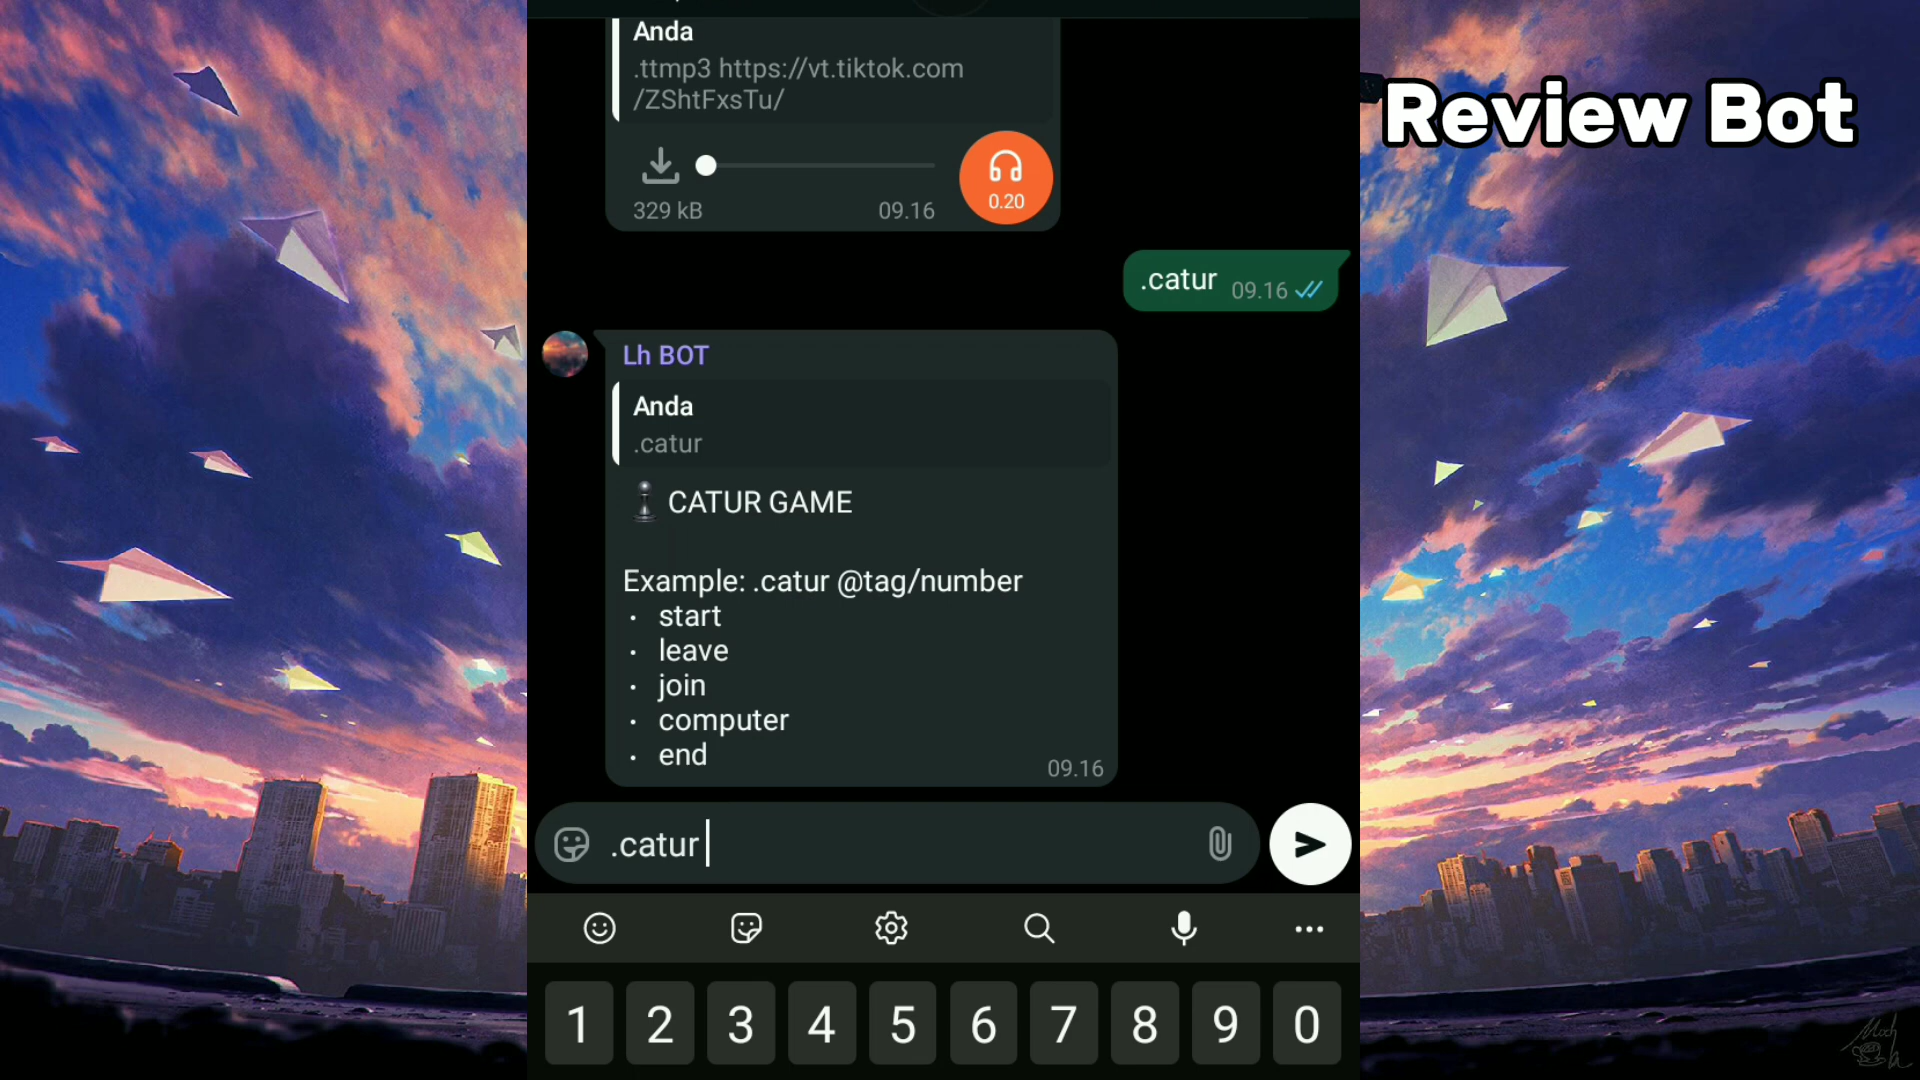 Review Bot
Anda
.ttmp3 https://vt.tiktok.com
/ZShtFxsTu/
0.20
329 kB 09.16
.catur 09.16
Lh BOT
Anda
.catur
CATUR GAME
Example: .catur @tag/number
· start
· leave
· join
· computer
· end
09.16
.catur
1 2 3 4 5 6 7 8 9 0